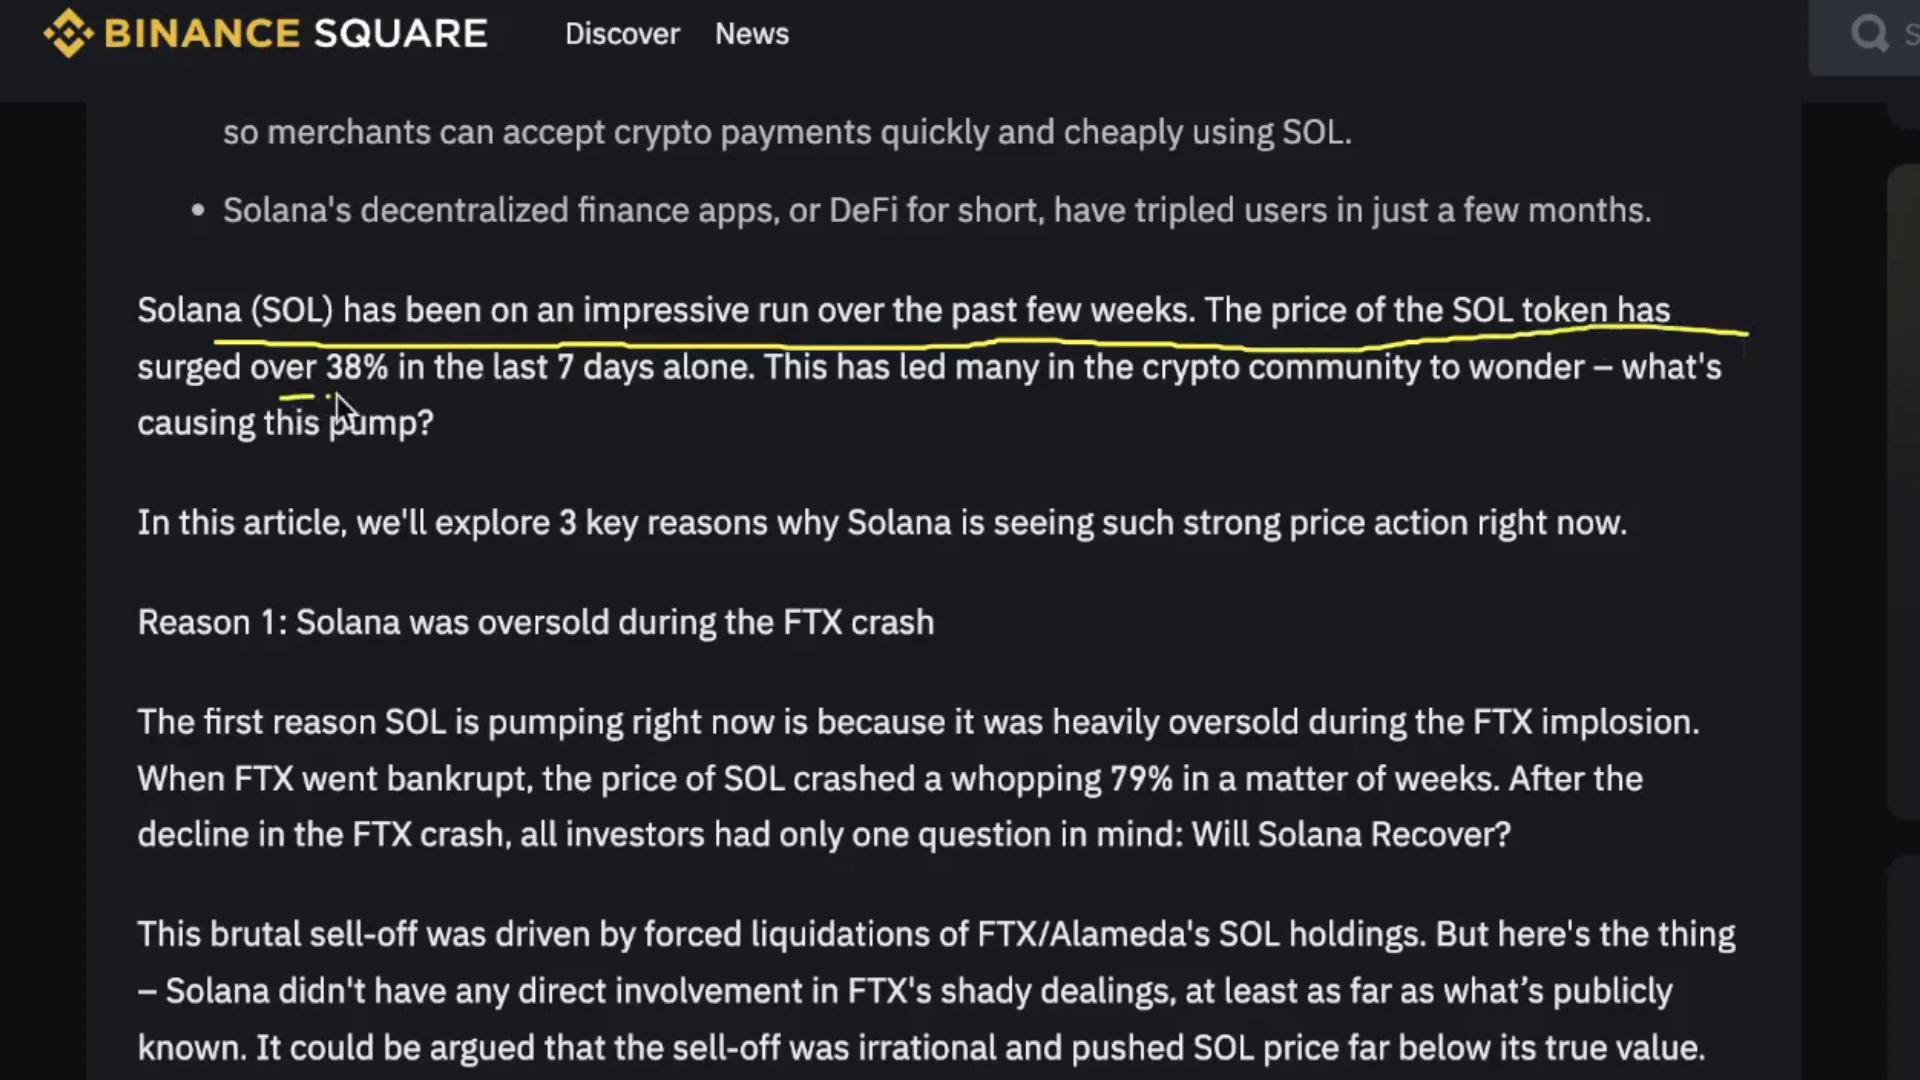 BINANCE SQUARE Discover News
so merchants can accept crypto payments quickly and cheaply using SOL.
• Solana's decentralized finance apps, or DeFi for short, have tripled users in just a few months.
Solana (SOL) has been on an impressive run over the past few weeks. The price of the SOL token has
surged over 38% in the last 7 days alone. This has led many in the crypto community to wonder – what's
causing this pump?
In this article, we'll explore 3 key reasons why Solana is seeing such strong price action right now.
Reason 1: Solana was oversold during the FTX crash
The first reason SOL is pumping right now is because it was heavily oversold during the FTX implosion.
When FTX went bankrupt, the price of SOL crashed a whopping 79% in a matter of weeks. After the
decline in the FTX crash, all investors had only one question in mind: Will Solana Recover?
This brutal sell-off was driven by forced liquidations of FTX/Alameda's SOL holdings. But here's the thing
– Solana didn't have any direct involvement in FTX's shady dealings, at least as far as what’s publicly
known. It could be argued that the sell-off was irrational and pushed SOL price far below its true value.